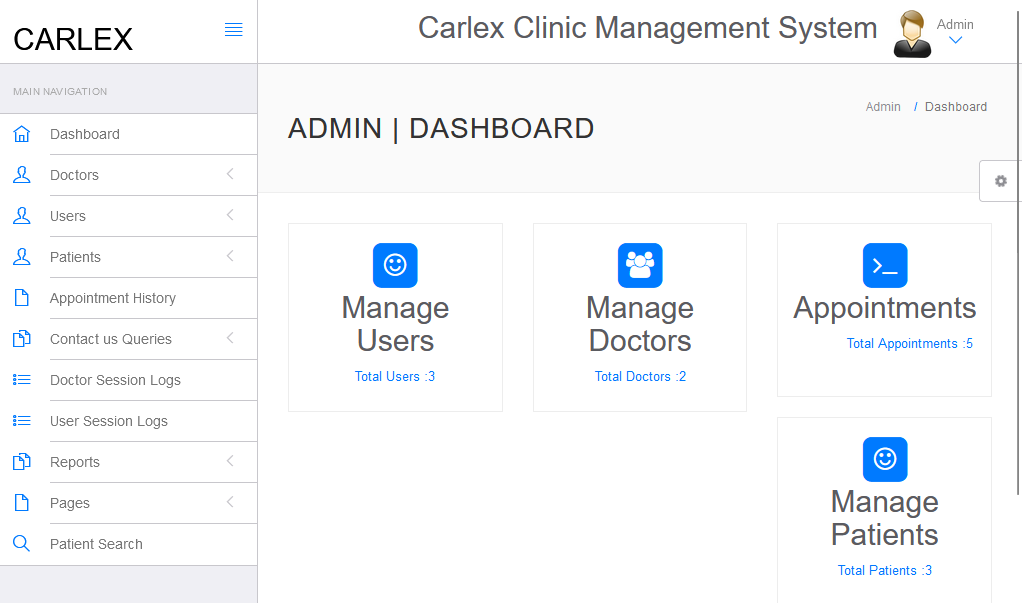 CARLEX
Carlex Clinic Management System
Admin
MAIN NAVIGATION
Dashboard
Doctors
Users
Patients
Appointment History
Contact us Queries
Doctor Session Logs
User Session Logs
Reports
Pages
Patient Search
ADMIN | DASHBOARD
Admin / Dashboard
Manage
Users
Total Users :3
Manage
Doctors
Total Doctors :2
Appointments
Total Appointments :5
Manage
Patients
Total Patients :3